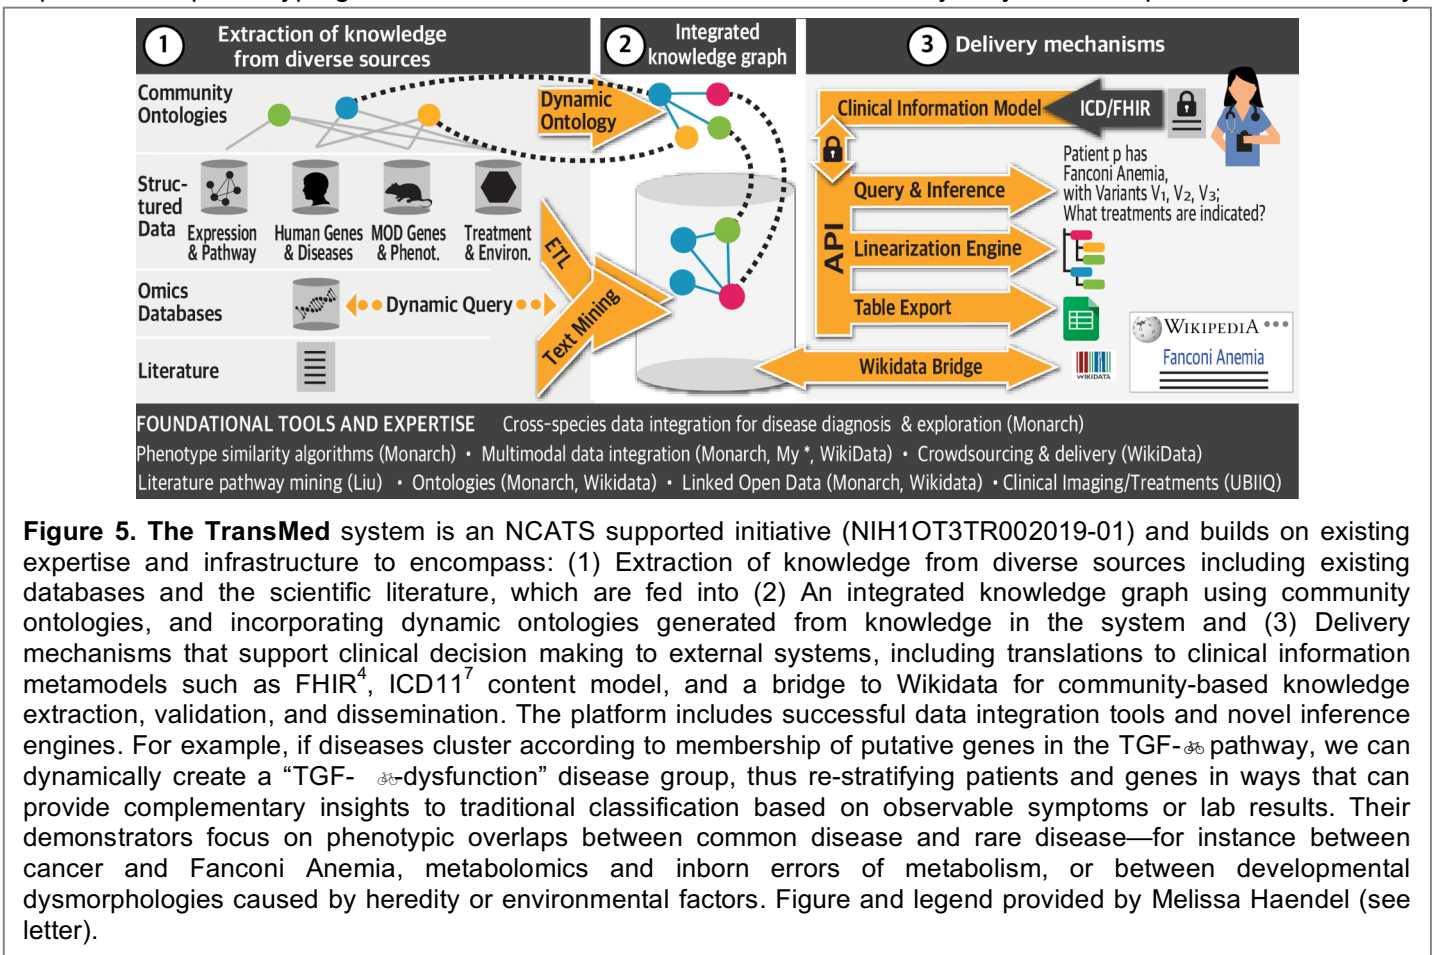 1
Extraction of knowledge
from diverse sources
2
Integrated
knowledge graph
3
Delivery mechanisms
Community
Ontologies
Struc-
tured
Data
Expression
& Pathway
Human Genes
& Diseases
MOD Genes
& Phenot.
Treatment
& Environ.
Omics
Databases
Dynamic Query
Literature
Dynamic
Ontology
ETL
Text Mining
Clinical Information Model
ICD/FHIR
API
Query & Inference
Linearization Engine
Table Export
Wikidata Bridge
Patient p has
Fanconi Anemia,
with Variants V₁, V₂, V₃;
What treatments are indicated?
WIKIDATA
WIKIPEDIA
Fanconi Anemia
FOUNDATIONAL TOOLS AND EXPERTISE Cross-species data integration for disease diagnosis & exploration (Monarch)
Phenotype similarity algorithms (Monarch) • Multimodal data integration (Monarch, My *, WikiData) • Crowdsourcing & delivery (WikiData)
Literature pathway mining (Liu) • Ontologies (Monarch, Wikidata) • Linked Open Data (Monarch, Wikidata) • Clinical Imaging/Treatments (UBIIQ)
Figure 5. The TransMed system is an NCATS supported initiative (NIH1OT3TR002019-01) and builds on existing
expertise and infrastructure to encompass: (1) Extraction of knowledge from diverse sources including existing
databases and the scientific literature, which are fed into (2) An integrated knowledge graph using community
ontologies, and incorporating dynamic ontologies generated from knowledge in the system and (3) Delivery
mechanisms that support clinical decision making to external systems, including translations to clinical information
metamodels such as FHIR⁴, ICD11⁷ content model, and a bridge to Wikidata for community-based knowledge
extraction, validation, and dissemination. The platform includes successful data integration tools and novel inference
engines. For example, if diseases cluster according to membership of putative genes in the TGF-🚲 pathway, we can
dynamically create a “TGF- 🚲-dysfunction” disease group, thus re-stratifying patients and genes in ways that can
provide complementary insights to traditional classification based on observable symptoms or lab results. Their
demonstrators focus on phenotypic overlaps between common disease and rare disease—for instance between
cancer and Fanconi Anemia, metabolomics and inborn errors of metabolism, or between developmental
dysmorphologies caused by heredity or environmental factors. Figure and legend provided by Melissa Haendel (see
letter).